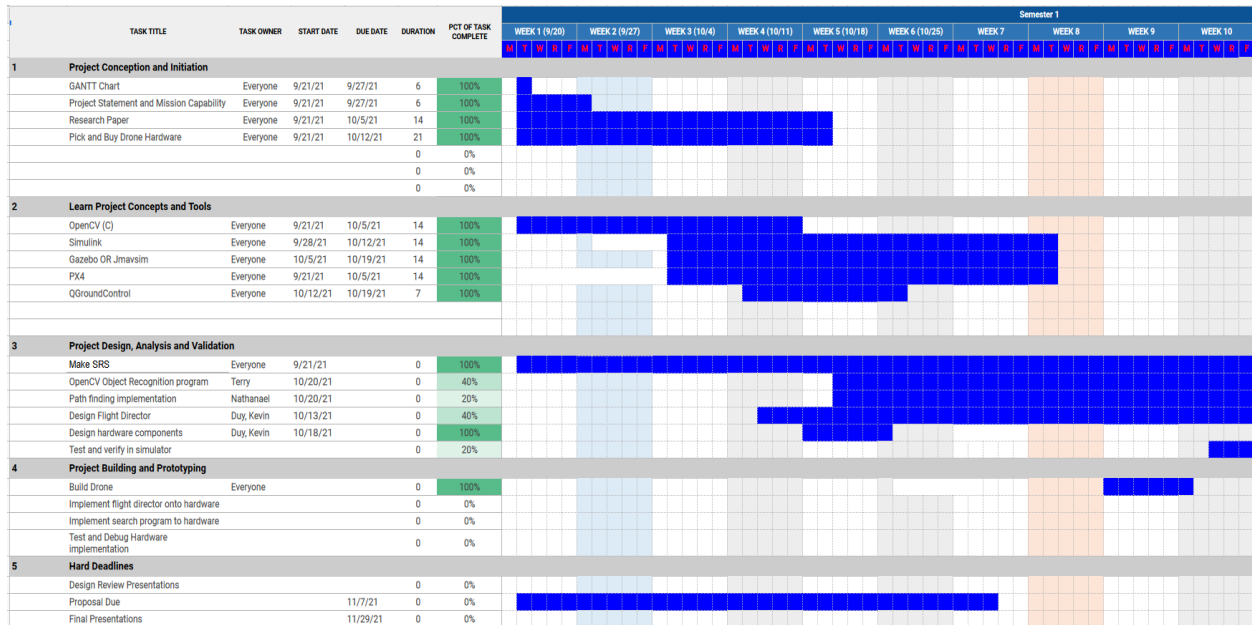 Semester 1
TASK TITLE TASK OWNER START DATE DUE DATE DURATION PCT OF TASK COMPLETE WEEK 1 (9/20) WEEK 2 (9/27) WEEK 3 (10/4) WEEK 4 (10/11) WEEK 5 (10/18) WEEK 6 (10/25) WEEK 7 WEEK 8 WEEK 9 WEEK 10
M T W R F M T W R F M T W R F M T W R F M T W R F M T W R F M T W R F M T W R F M T W R F M T W R F
1 Project Conception and Initiation
GANTT Chart Everyone 9/21/21 9/27/21 6 100%
Project Statement and Mission Capability Everyone 9/21/21 9/27/21 6 100%
Research Paper Everyone 9/21/21 10/5/21 14 100%
Pick and Buy Drone Hardware Everyone 9/21/21 10/12/21 21 100%
0 0%
0 0%
0 0%
2 Learn Project Concepts and Tools
OpenCV (C) Everyone 9/21/21 10/5/21 14 100%
Simulink Everyone 9/28/21 10/12/21 14 100%
Gazebo OR Jmavsim Everyone 10/5/21 10/19/21 14 100%
PX4 Everyone 9/21/21 10/5/21 14 100%
QGroundControl Everyone 10/12/21 10/19/21 7 100%
3 Project Design, Analysis and Validation
Make SRS Everyone 9/21/21 0 100%
OpenCV Object Recognition program Terry 10/20/21 0 40%
Path finding implementation Nathanael 10/20/21 0 20%
Design Flight Director Duy, Kevin 10/13/21 0 40%
Design hardware components Duy, Kevin 10/18/21 0 100%
Test and verify in simulator 0 20%
4 Project Building and Prototyping
Build Drone Everyone 0 100%
Implement flight director onto hardware 0 0%
Implement search program to hardware 0 0%
Test and Debug Hardware
implementation 0 0%
5 Hard Deadlines
Design Review Presentations 0 0%
Proposal Due 11/7/21 0 0%
Final Presentations 11/29/21 0 0%